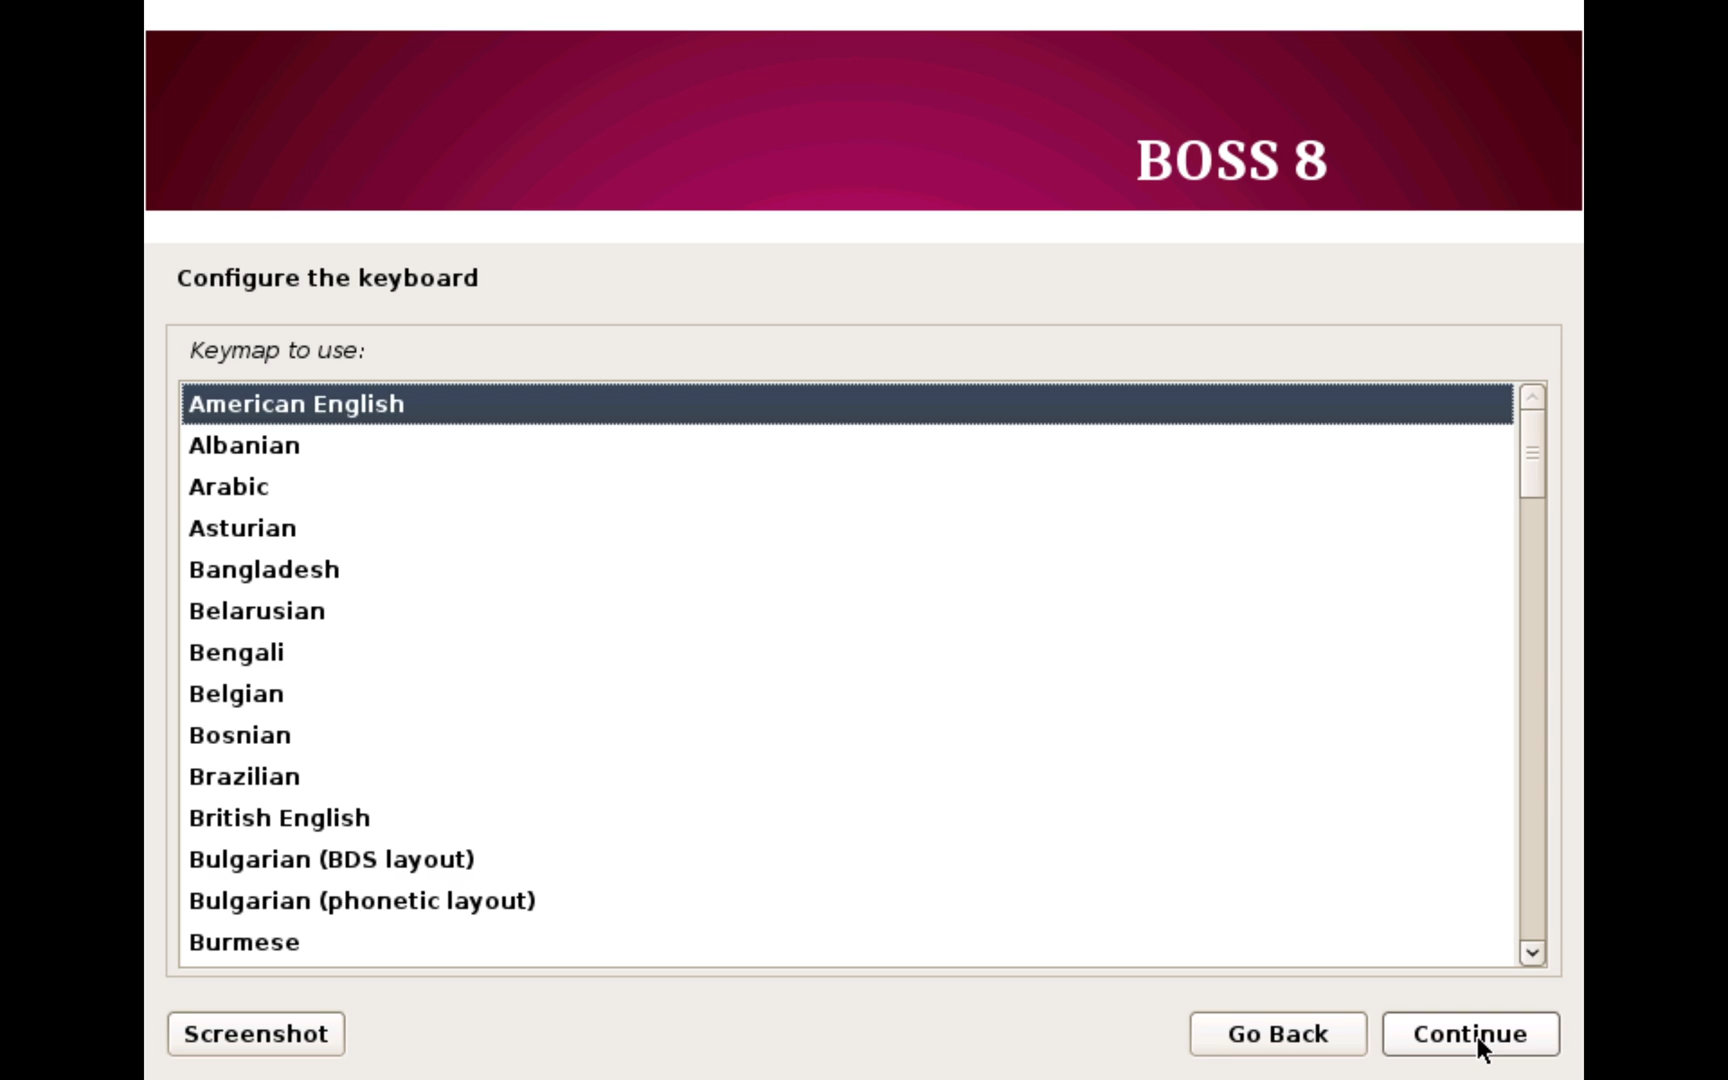 BOSS 8
Configure the keyboard
Keymap to use:
American English
Albanian
Arabic
Asturian
Bangladesh
Belarusian
Bengali
Belgian
Bosnian
Brazilian
British English
Bulgarian (BDS layout)
Bulgarian (phonetic layout)
Burmese
Screenshot
Go Back
Continue